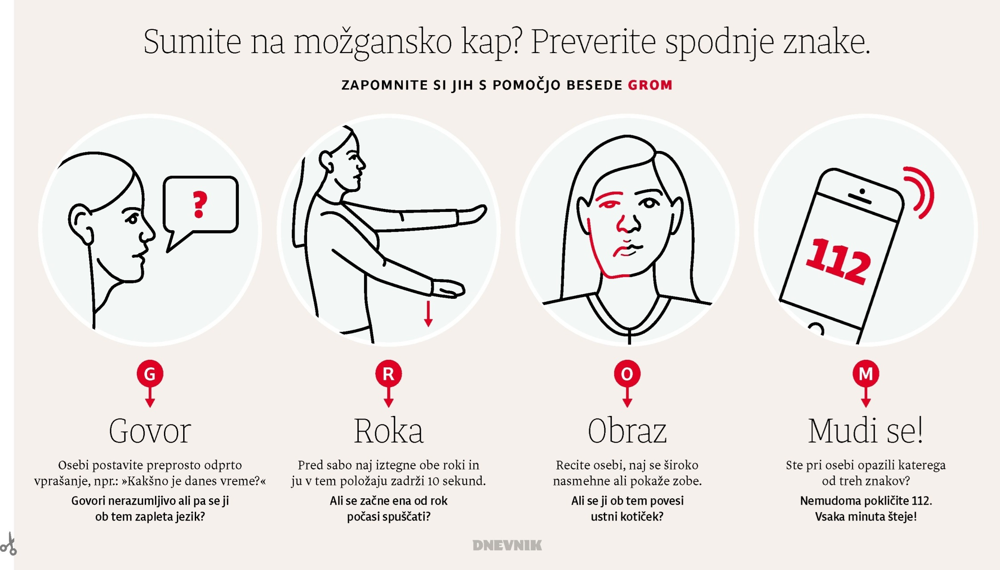 Sumite na možgansko kap? Preverite spodnje znake.
ZAPOMNITE SI JIH S POMOČJO BESEDE GROM
?
112
G
Govor
Osebi postavite preprosto odprto
vprašanje, npr.: »Kakšno je danes vreme?«
Govori nerazumljivo ali pa se ji
ob tem zapleta jezik?
R
Roka
Pred sabo naj iztegne obe roki in
ju v tem položaju zadrži 10 sekund.
Ali se začne ena od rok
počasi spuščati?
O
Obraz
Recite osebi, naj se široko
nasmehne ali pokaže zobe.
Ali se ji ob tem povesi
ustni kotiček?
M
Mudi se!
Ste pri osebi opazili katerega
od treh znakov?
Nemudoma pokličite 112.
Vsaka minuta šteje!
DNEVNIK